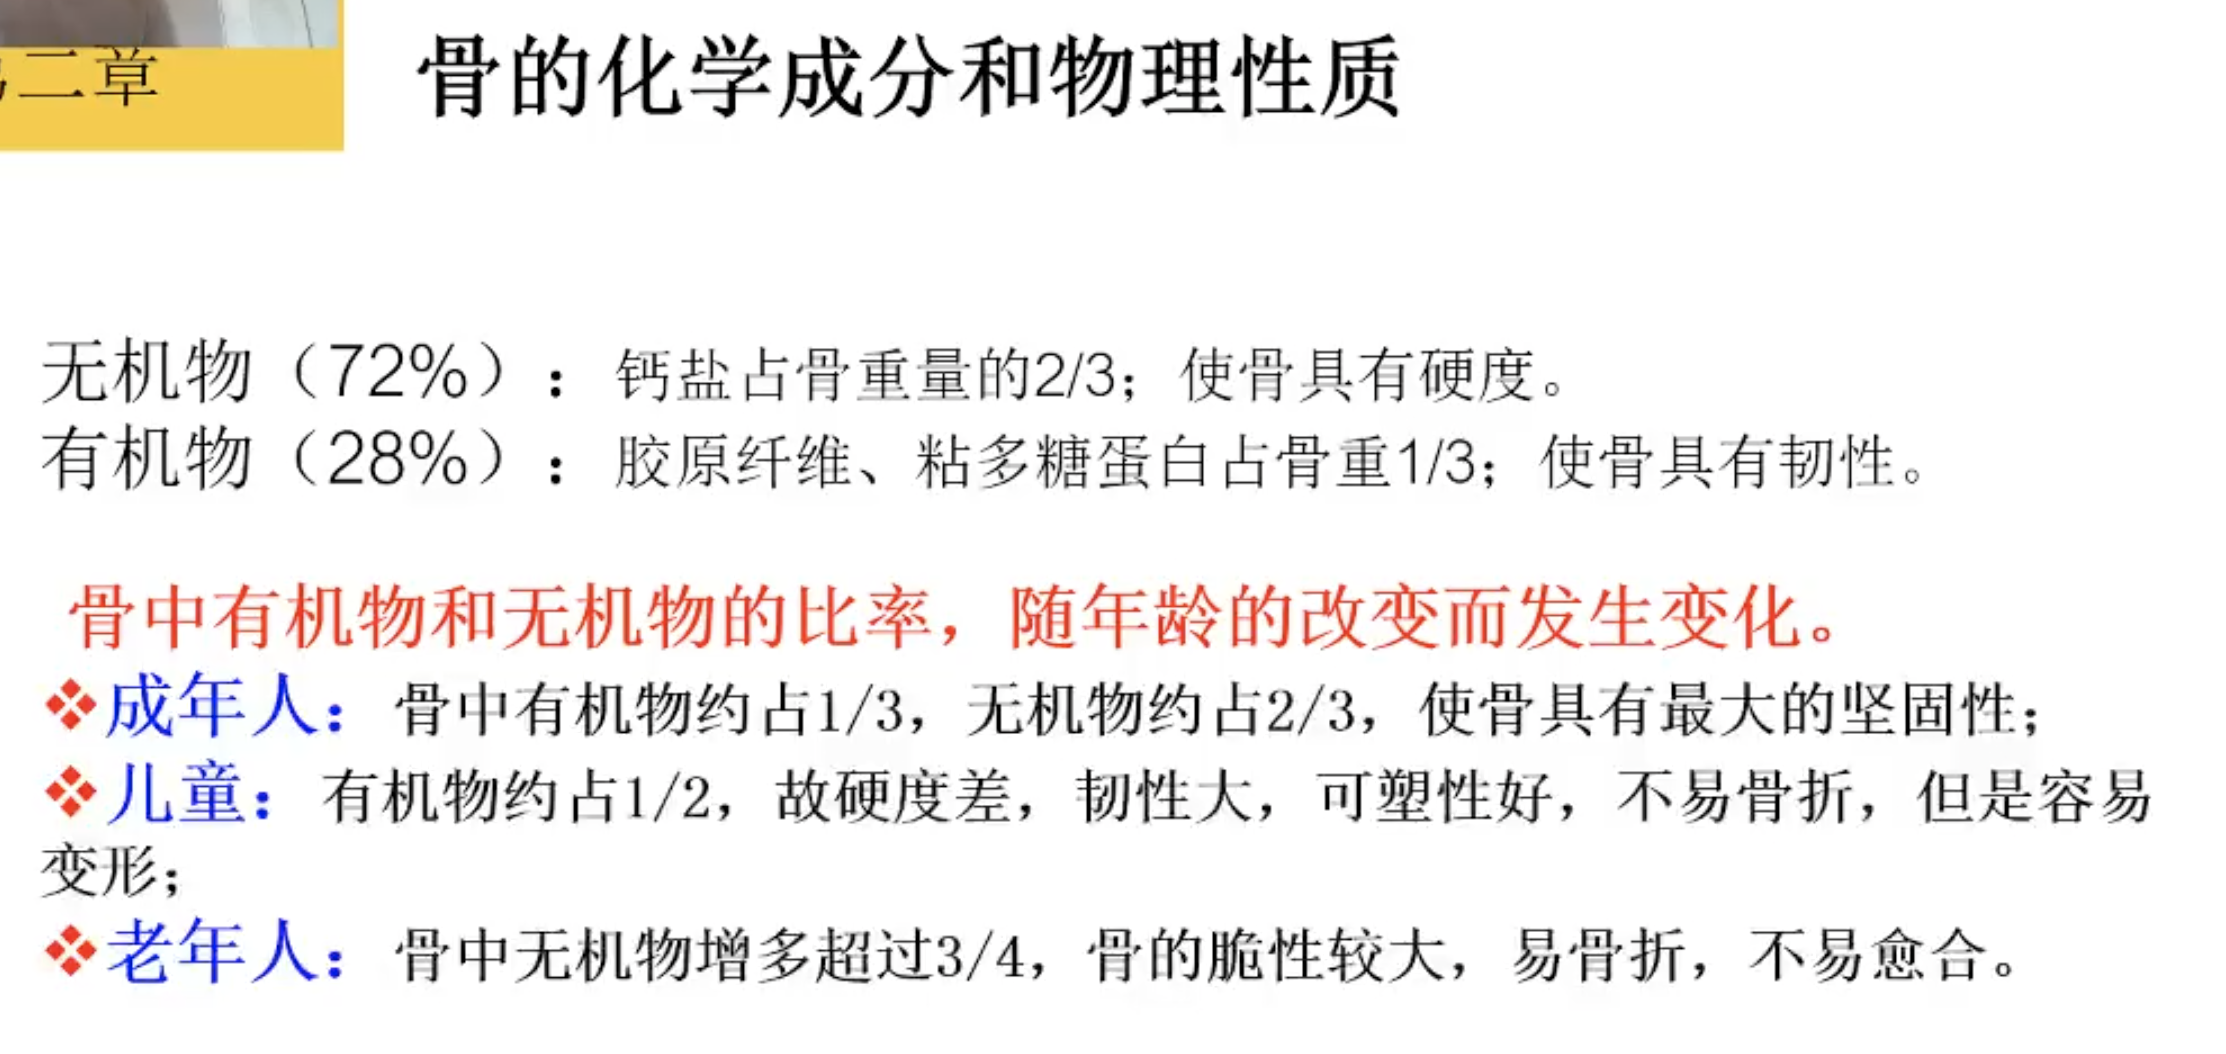 二章
骨的化学成分和物理性质
无机物（72%）：钙盐占骨重量的2/3；使骨具有硬度。
有机物（28%）：胶原纤维、粘多糖蛋白占骨重1/3；使骨具有韧性。
骨中有机物和无机物的比率，随年龄的改变而发生变化。
❖成年人：骨中有机物约占1/3，无机物约占2/3，使骨具有最大的坚固性；
❖儿童：有机物约占1/2，故硬度差，韧性大，可塑性好，不易骨折，但是容易
变形；
❖老年人：骨中无机物增多超过3/4，骨的脆性较大，易骨折，不易愈合。